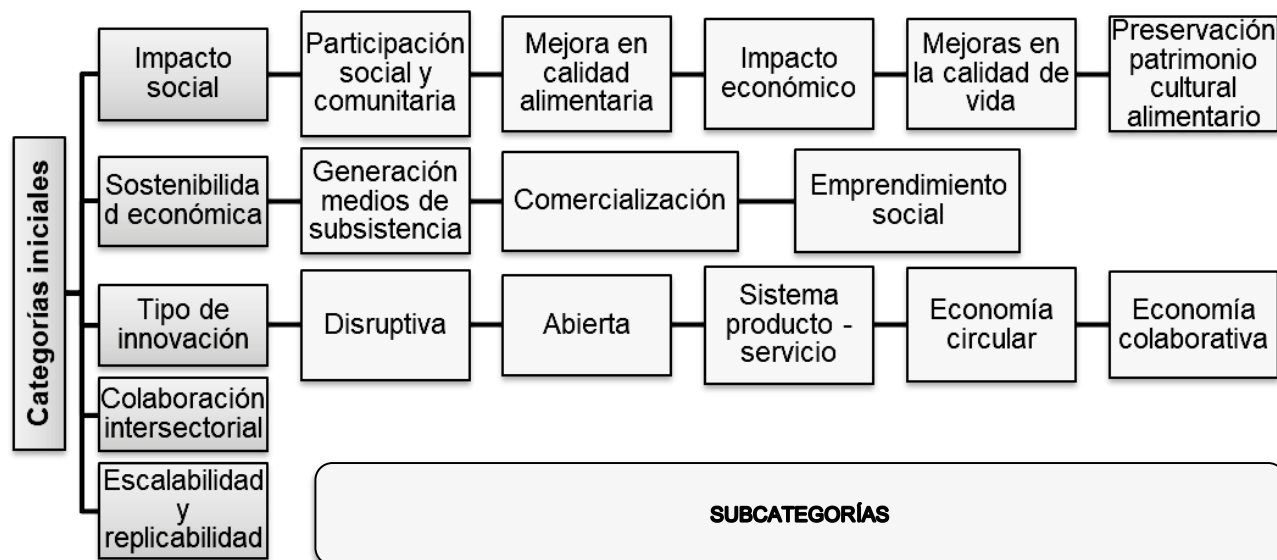 Categorías iniciales
Impacto
social
Participación
social y
comunitaria
Mejora en
calidad
alimentaria
Impacto
económico
Mejoras en
la calidad de
vida
Preservación
patrimonio
cultural
alimentario
Sostenibilida
d económica
Generación
medios de
subsistencia
Comercialización
Emprendimiento
social
Tipo de
innovación
Disruptiva
Abierta
Sistema
producto -
servicio
Economía
circular
Economía
colaborativa
Colaboración
intersectorial
Escalabilidad
y
replicabilidad
SUBCATEGORÍAS